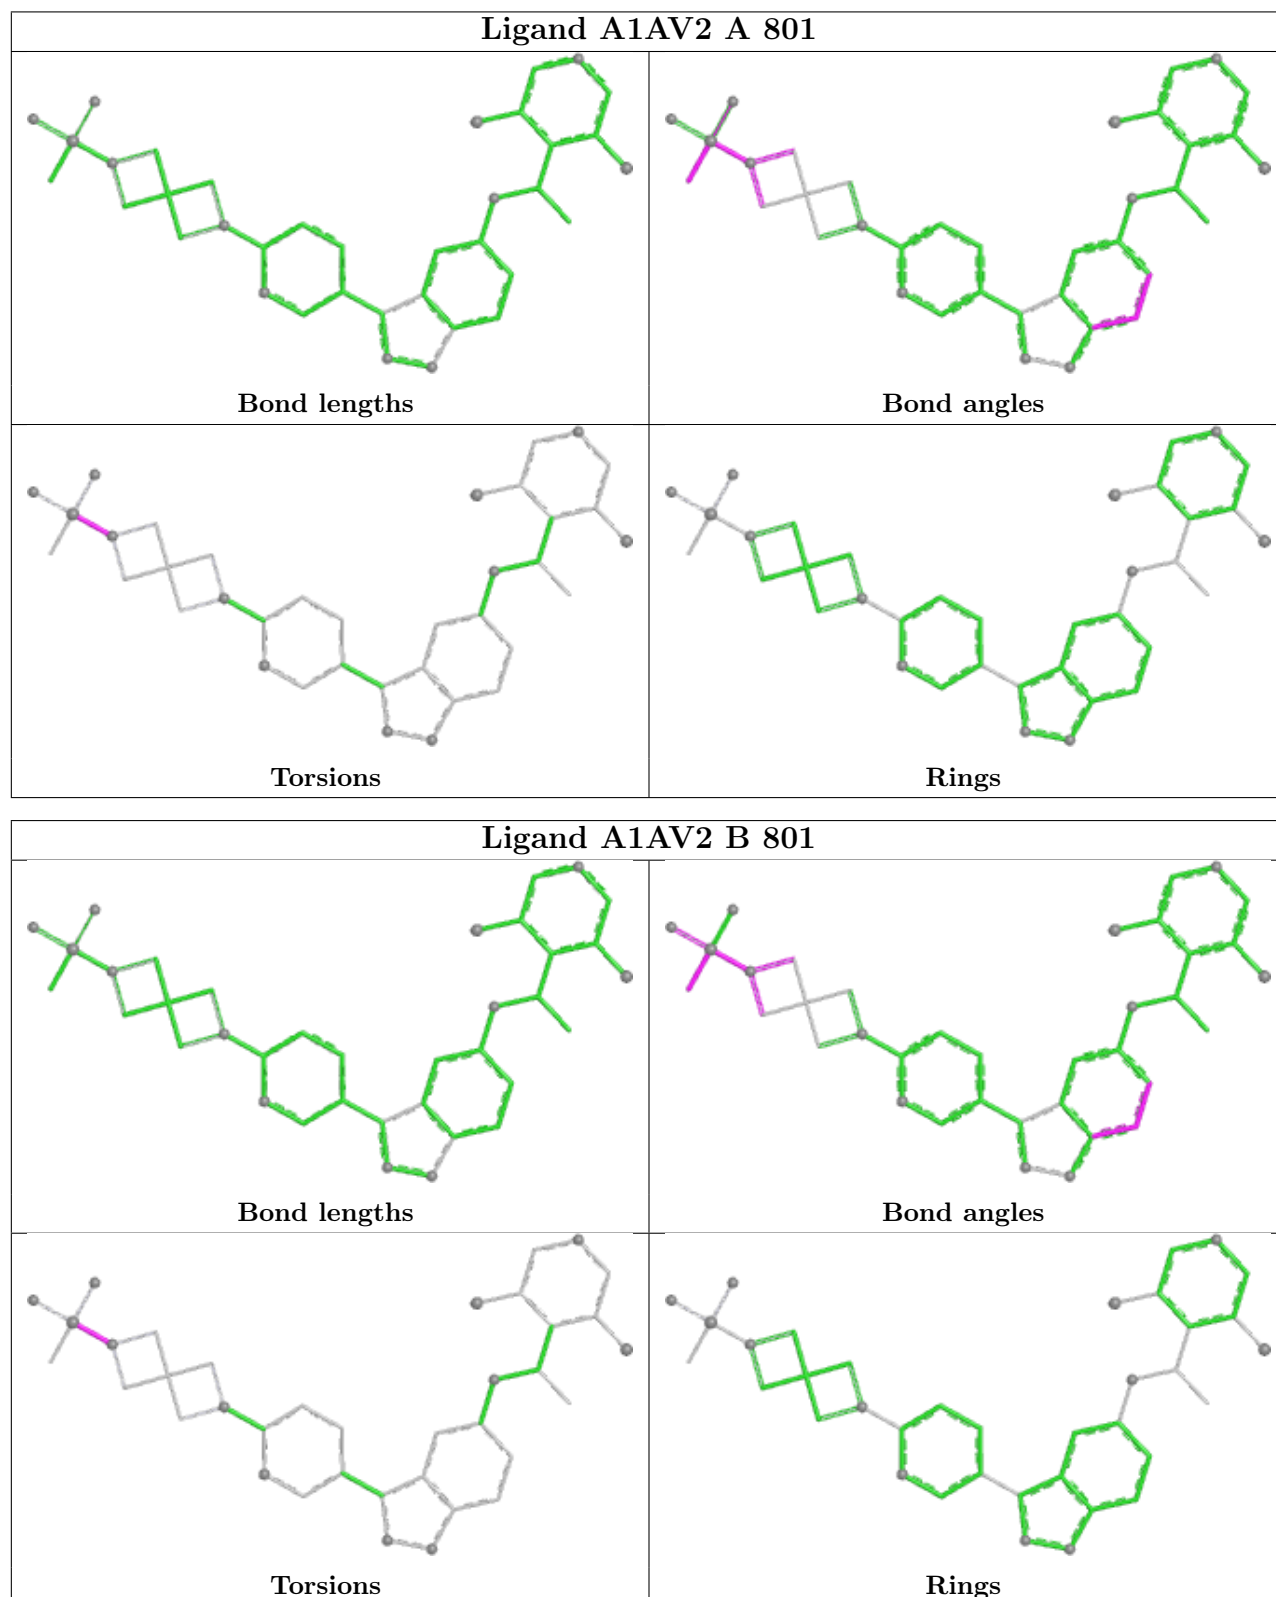 Ligand A1AV2 A 801
Bond lengths
Bond angles
Torsions
Rings
Ligand A1AV2 B 801
Bond lengths
Bond angles
Torsions
Rings